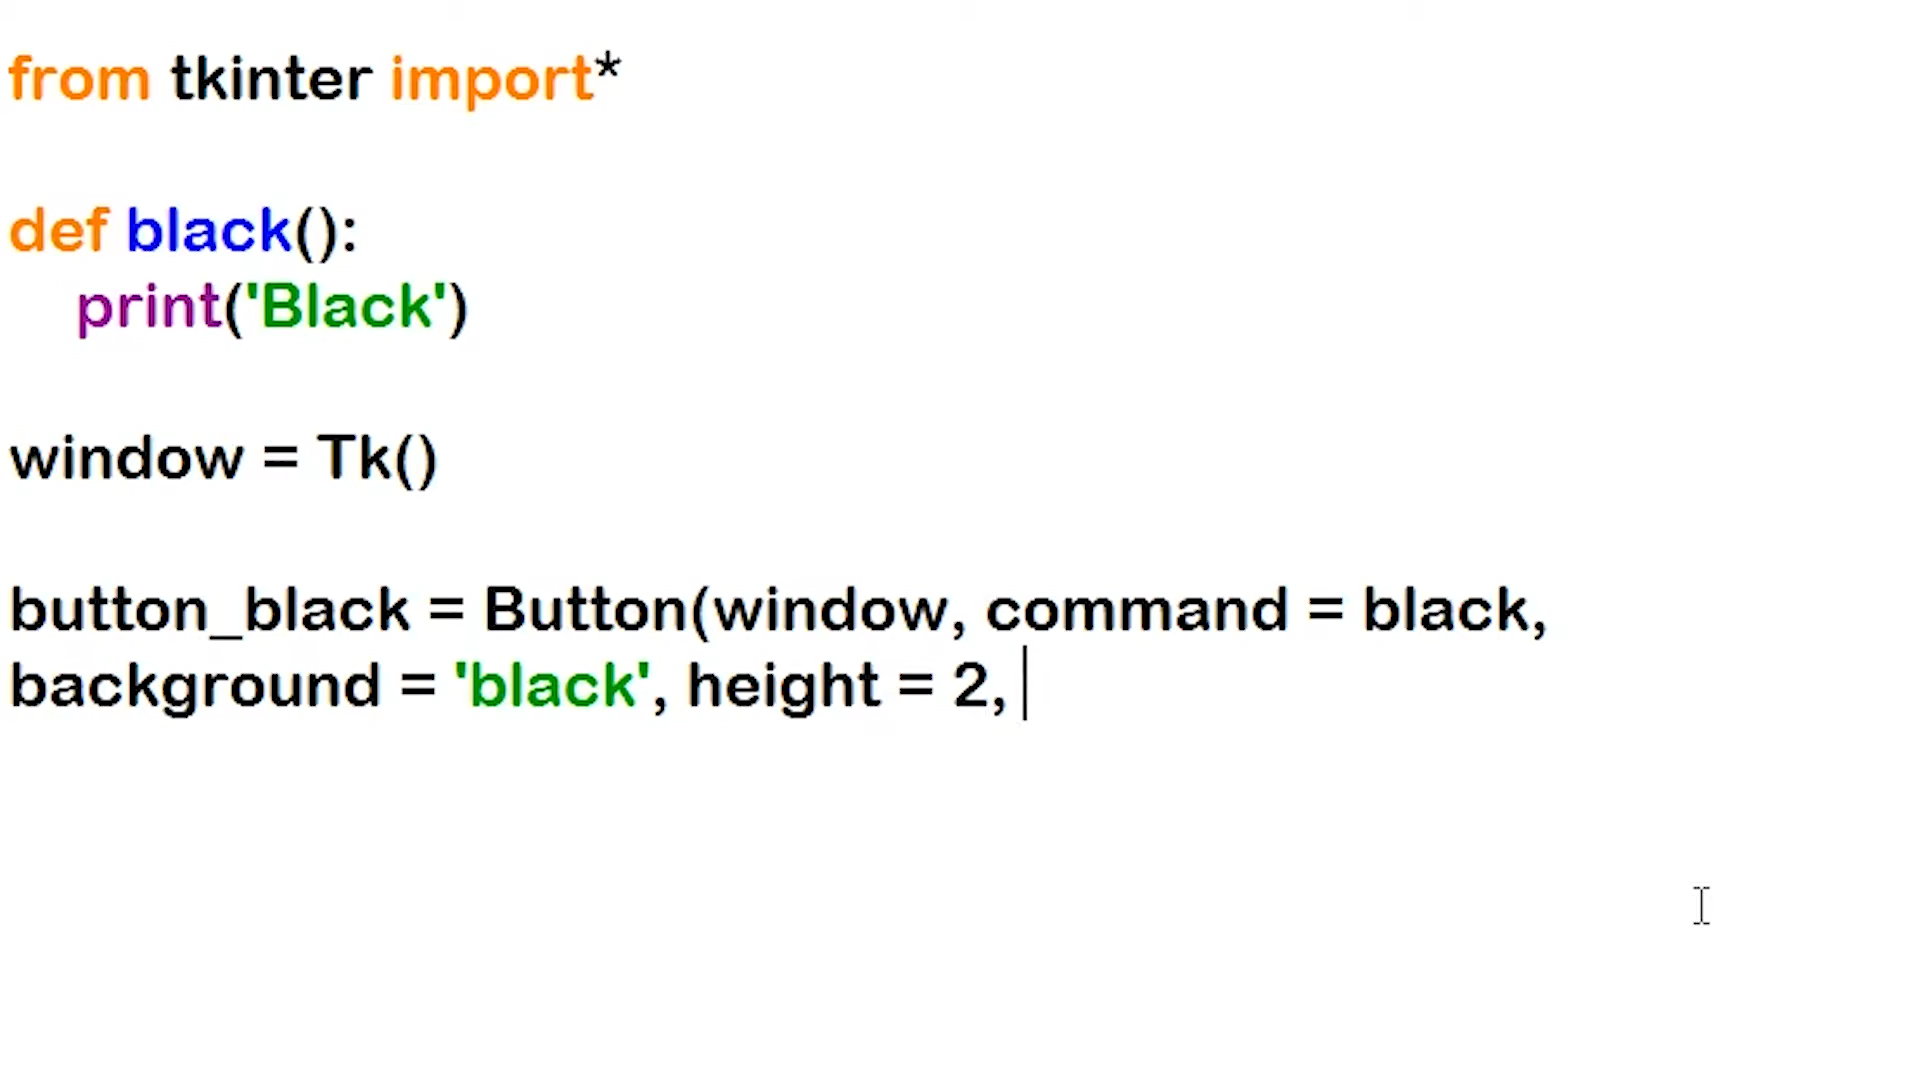 from tkinter import*
def black():
print('Black')
window = Tk()
button_black = Button(window, command = black,
background = 'black', height = 2,